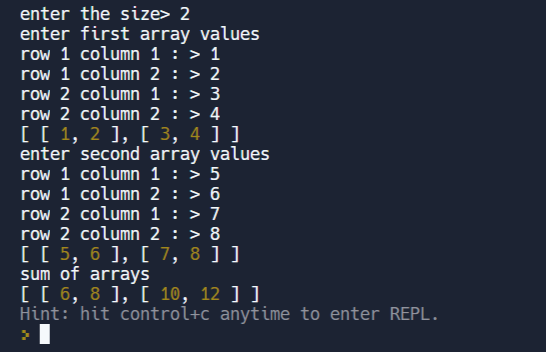 enter the size> 2
enter first array values
row 1 column 1 : > 1
row 1 column 2 : > 2
row 2 column 1 : > 3
row 2 column 2 : > 4
[ [ 1, 2 ], [ 3, 4 ] ]
enter second array values
row 1 column 1 : > 5
row 1 column 2 : > 6
row 2 column 1 : > 7
row 2 column 2 : > 8
[ [ 5, 6 ], [ 7, 8 ] ]
sum of arrays
[ [ 6, 8 ], [ 10, 12 ] ]
Hint: hit control+c anytime to enter REPL.
>